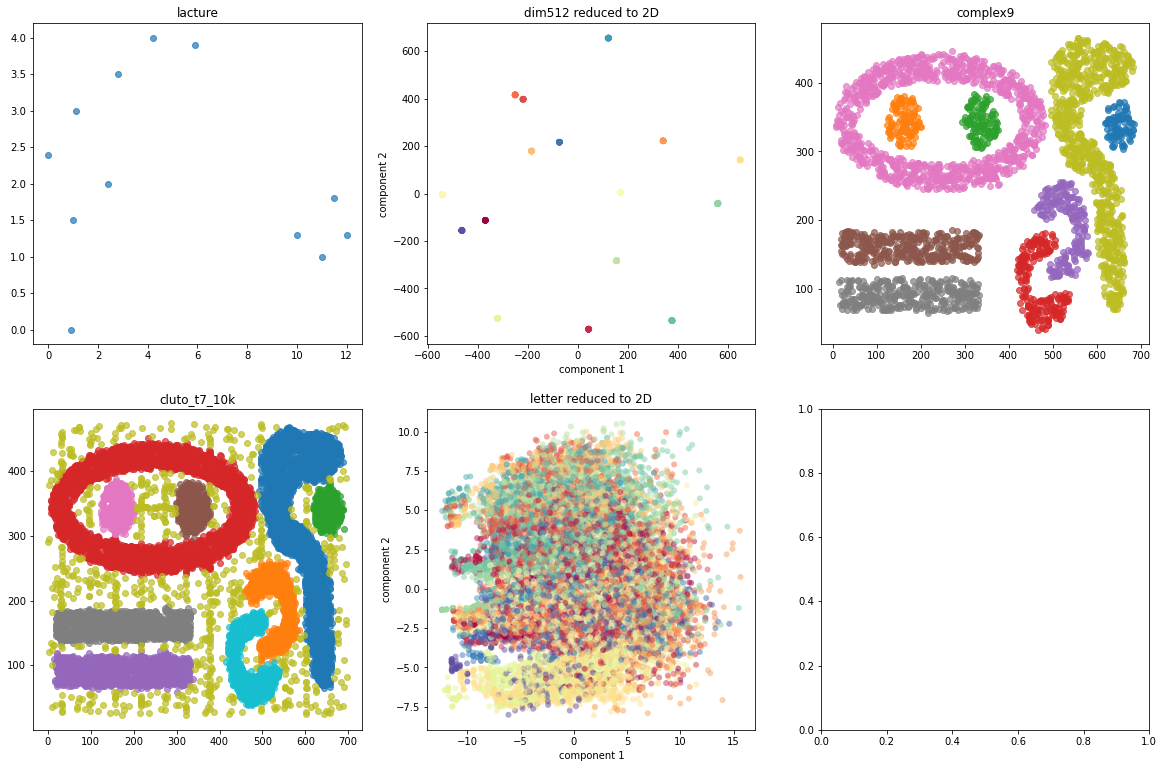 lacture
4.0
3.5
3.0
2.5
2.0
1.5
1.0
0.5
0.0
0 2 4 6 8 10 12
dim512 reduced to 2D
component 2
600
400
200
0
−200
−400
−600
−600 −400 −200 0 200 400 600
component 1
complex9
400
300
200
100
0 100 200 300 400 500 600 700
cluto_t7_10k
400
300
200
100
0 100 200 300 400 500 600 700
letter reduced to 2D
component 2
10.0
7.5
5.0
2.5
0.0
−2.5
−5.0
−7.5
−10 −5 0 5 10 15
component 1
1.0
0.8
0.6
0.4
0.2
0.0
0.0 0.2 0.4 0.6 0.8 1.0